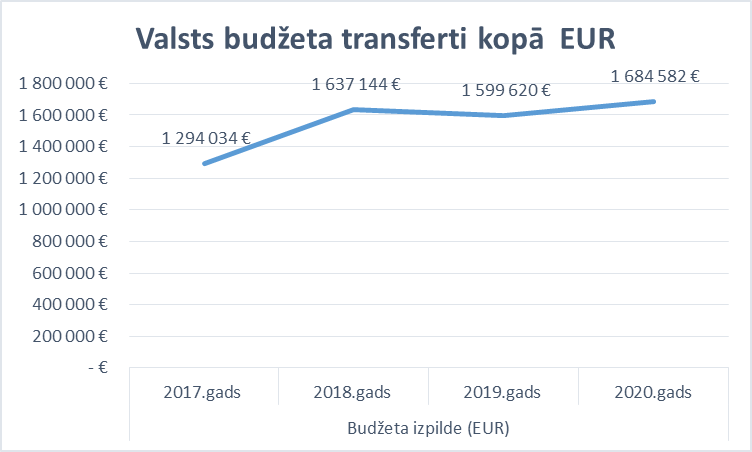 Valsts budžeta transferti kopā  EUR
1 800 000 €
1 600 000 €
1 400 000 €
1 200 000 €
1 000 000 €
800 000 €
600 000 €
400 000 €
200 000 €
- €
1 294 034 €
1 637 144 €
1 599 620 €
1 684 582 €
2017.gads 2018.gads 2019.gads 2020.gads
Budžeta izpilde (EUR)